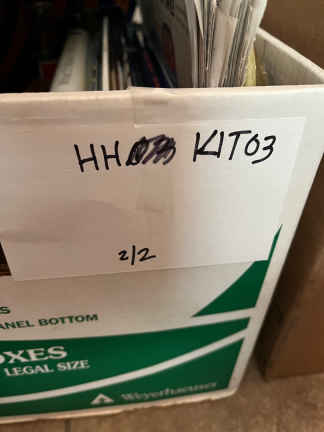 HH KIT03
2/2
S
ANEL BOTTOM
OXES
LEGAL SIZE
Weyerhaeuser